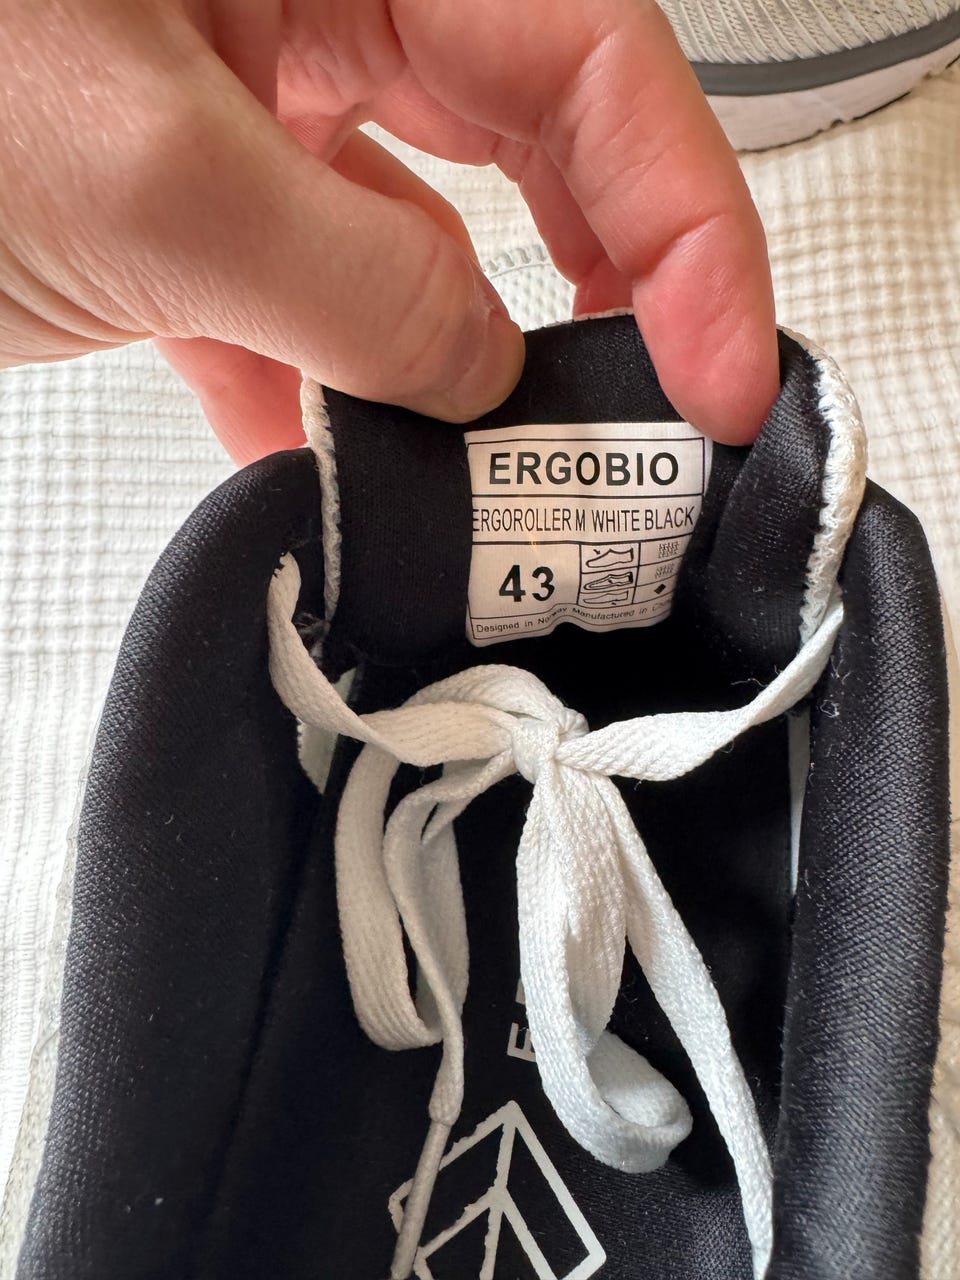 ERGOBIO
ERGOROLLER M WHITE BLACK
43
Designed in Norway Manufactured in China
E